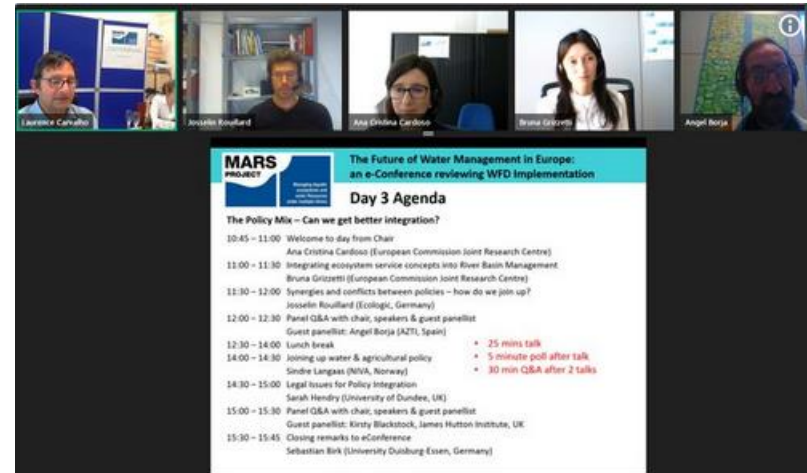 Laurence Carvalho
Josselin Rouillard
Ana Cristina Cardoso
Bruna Grizzetti
Angel Borja
MARS
PROJECT
Managing Aquatic
ecosystems and
water Resources
under multiple Stress
The Future of Water Management in Europe:
an e-Conference reviewing WFD Implementation
Day 3 Agenda
The Policy Mix – Can we get better integration?
10:45 – 11:00 Welcome to day from Chair
Ana Cristina Cardoso (European Commission Joint Research Centre)
11:00 – 11:30 Integrating ecosystem service concepts into River Basin Management
Bruna Grizzetti (European Commission Joint Research Centre)
11:30 – 12:00 Synergies and conflicts between policies – how do we join up?
Josselin Rouillard (Ecologic, Germany)
12:00 – 12:30 Panel Q&A with chair, speakers & guest panellist
Guest panellist: Angel Borja (AZTI, Spain)
12:30 – 14:00 Lunch break
14:00 – 14:30 Joining up water & agricultural policy
Sindre Langaas (NIVA, Norway)
14:30 – 15:00 Legal Issues for Policy Integration
Sarah Hendry (University of Dundee, UK)
15:00 – 15:30 Panel Q&A with chair, speakers & guest panellist
Guest panellist: Kirsty Blackstock, James Hutton Institute, UK
15:30 – 15:45 Closing remarks to eConference
Sebastian Birk (University Duisburg-Essen, Germany)
• 25 mins talk
• 5 minute poll after talk
• 30 min Q&A after 2 talks